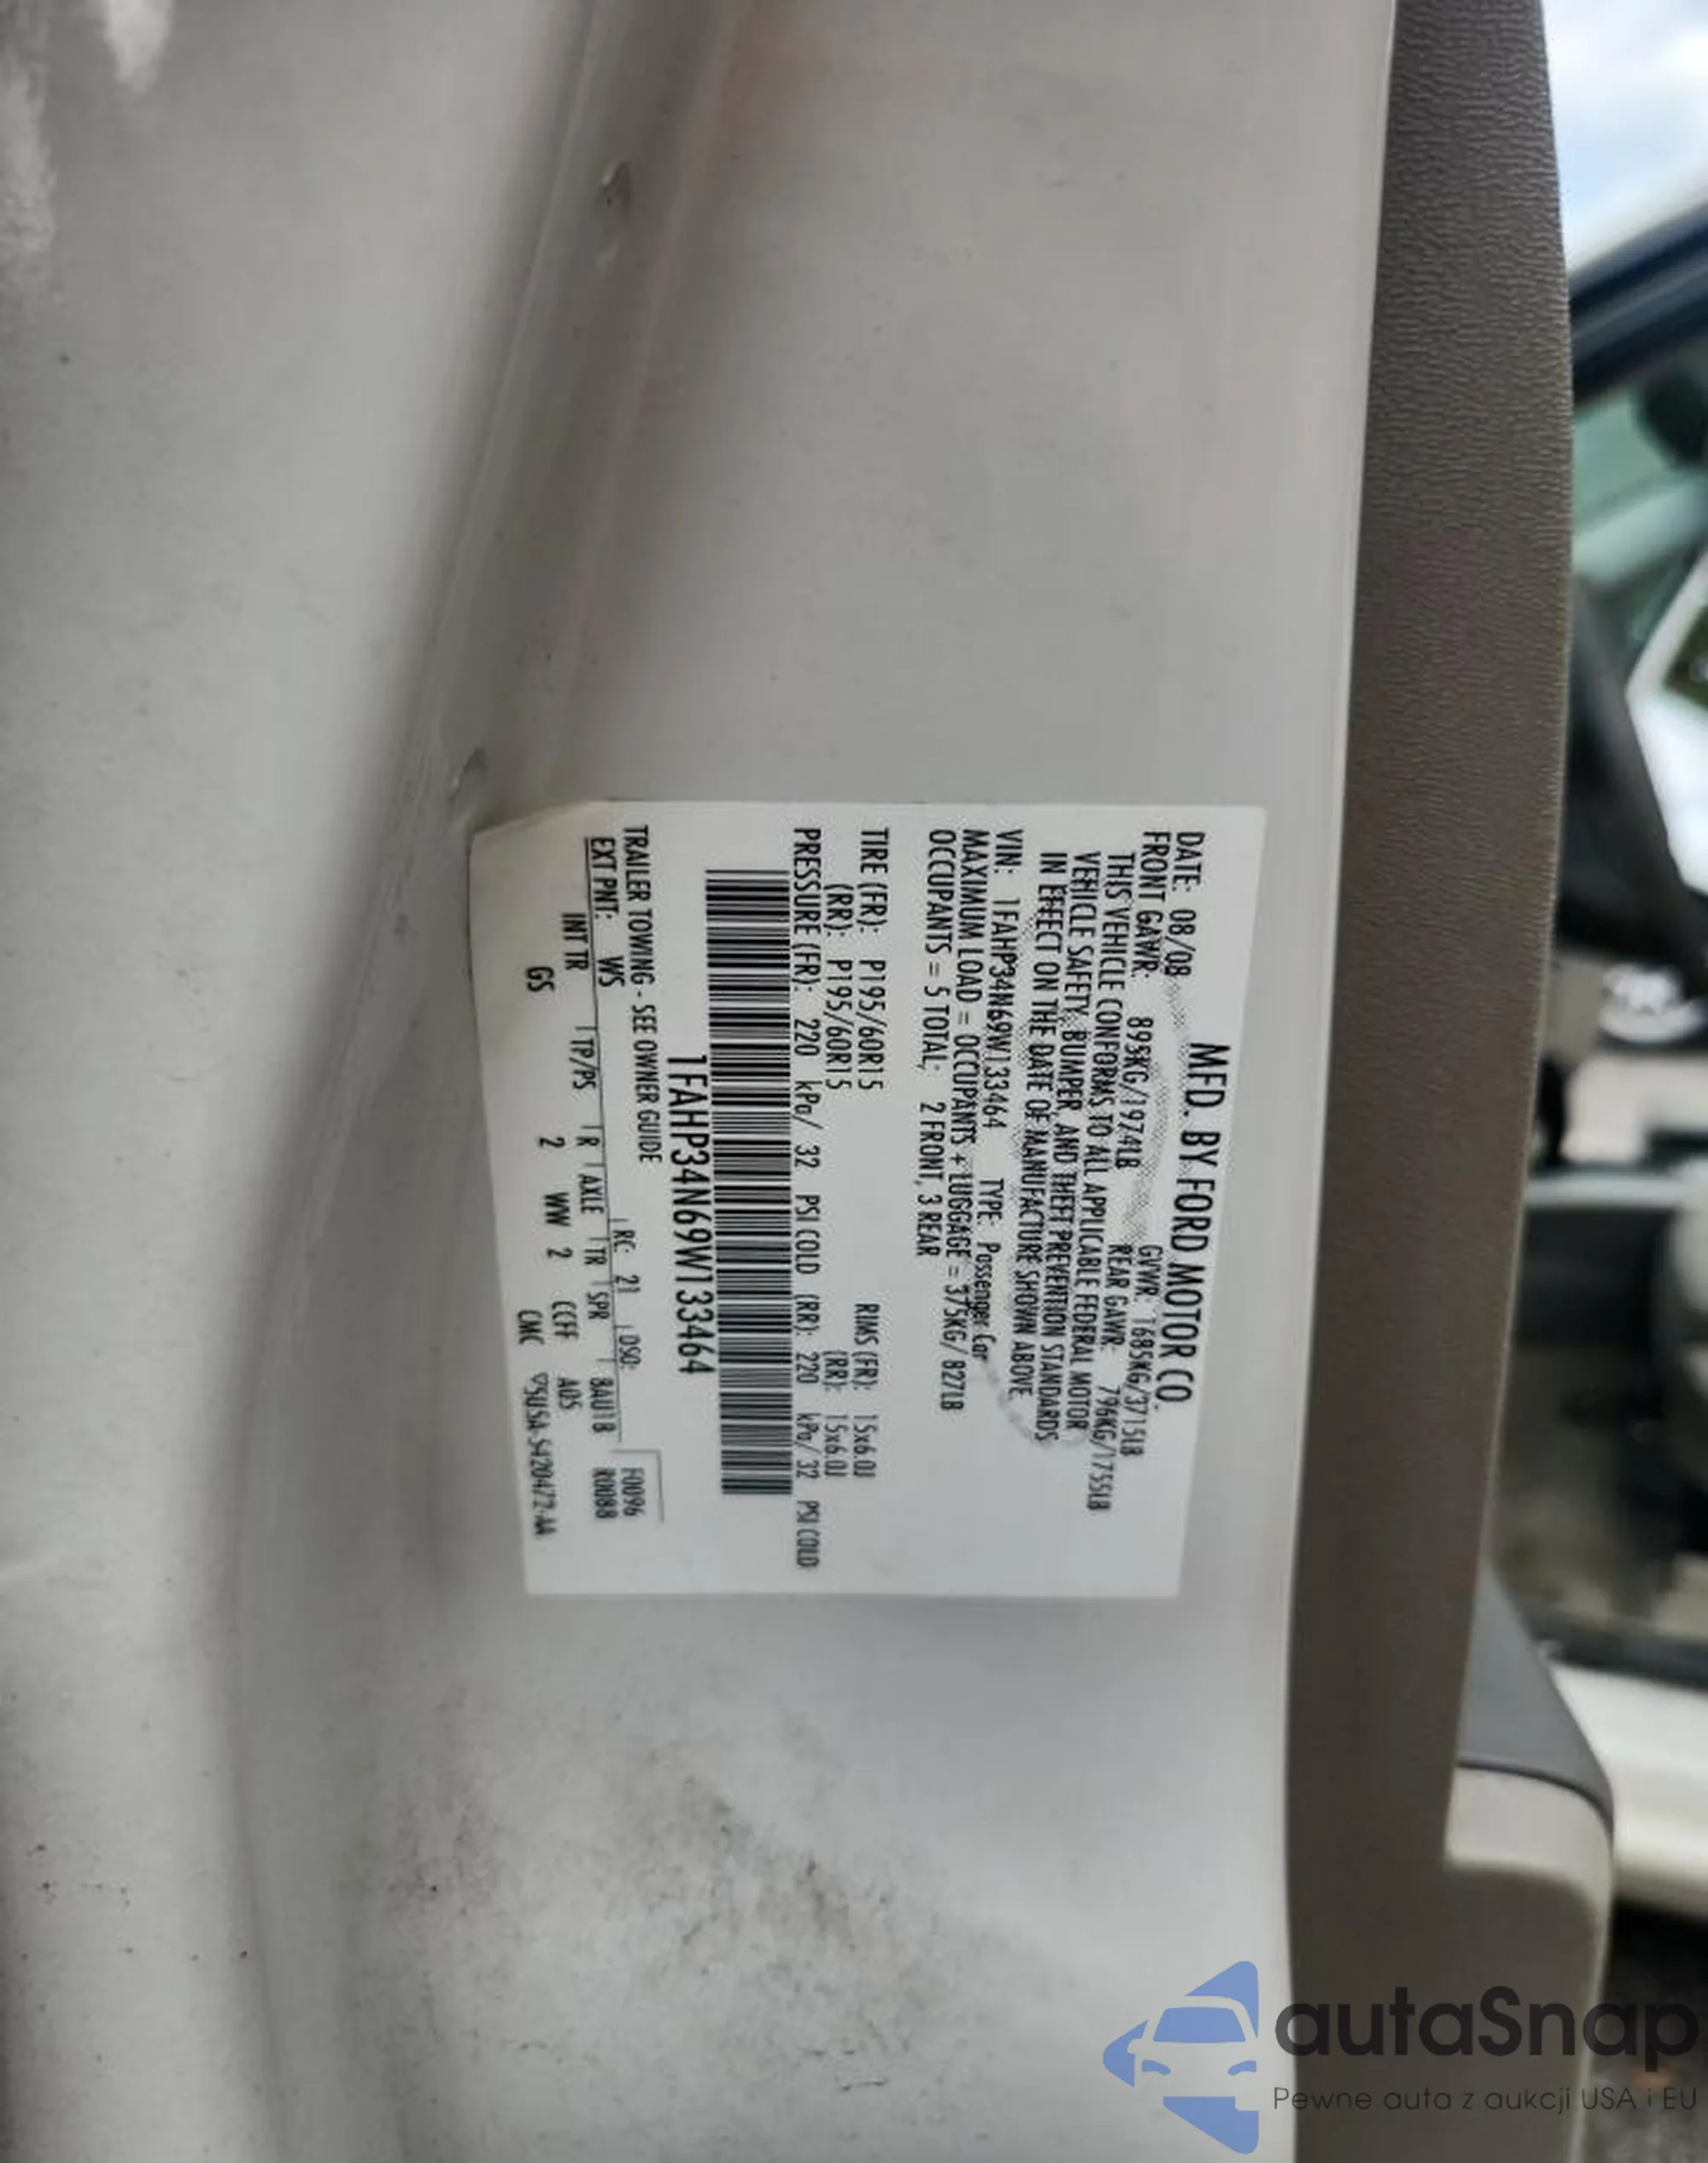 MFD. BY FORD MOTOR CO.
DATE: 08/08 GVWR: 1685KG/3715LB
FRONT GAWR: 895KG/1974LB REAR GAWR: 796KG/1755LB
THIS VEHICLE CONFORMS TO ALL APPLICABLE FEDERAL MOTOR
VEHICLE SAFETY, BUMPER, AND THEFT PREVENTION STANDARDS
IN EFFECT ON THE DATE OF MANUFACTURE SHOWN ABOVE.
VIN: 1FAHP34N69W133464 TYPE: Passenger Car
MAXIMUM LOAD = OCCUPANTS + LUGGAGE = 375KG/827LB
OCCUPANTS = 5 TOTAL, 2 FRONT, 3 REAR
TIRE (FR): P195/60R15 RIMS (FR): 15x6.0J
(RR): P195/60R15 (RR): 15x6.0J
PRESSURE (FR): 220 kPa/ 32 PSI COLD (RR): 220 kPa/32 PSI COLD
1FAHP34N69W133464
TRAILER TOWING - SEE OWNER GUIDE RC: 21 DSO: F0096
EXT PNT: WS 8AU18 R0088
INT TR TP/PS R AXLE TR SPR
GS 2 WW 2 CCFF A05
CMC 5USA-5420472-AA
autaSnap
Pewne auta z aukcji USA i EU